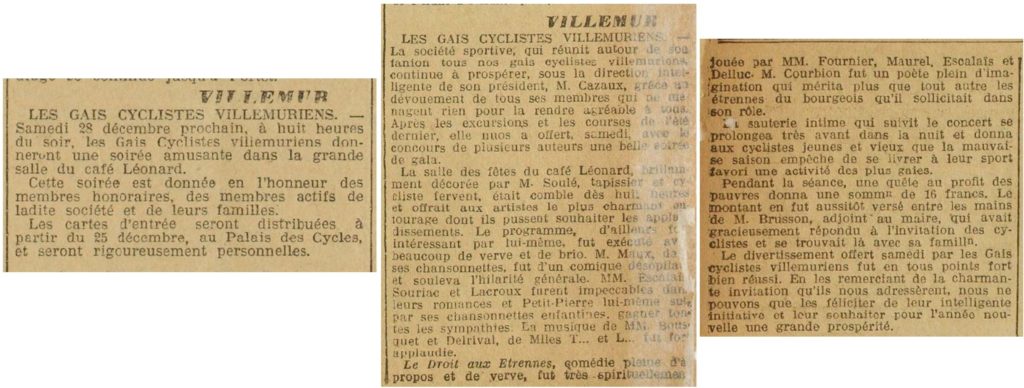 VILLEMUR
LES GAIS CYCLISTES VILLEMURIENS. —
Samedi 28 décembre prochain, à huit heures
du soir, les Gais Cyclistes villemuriens don-
neront une soirée amusante dans la grande
salle du café Léonard.
Cette soirée est donnée en l'honneur des
membres honoraires, des membres actifs de
ladite société et de leurs familles.
Les cartes d'entrée seront distribuées à
partir du 25 décembre, au Palais des Cycles,
et seront rigoureusement personnelles.
VILLEMUR
LES GAIS CYCLISTES VILLEMURIENS. —
La société sportive, qui réunit autour de son
fanion tous nos gais cyclistes villemuriens,
continue à prospérer, sous la direction intel-
ligente de son président, M. Cazaux, grâce au
dévouement de tous ses membres qui ne mé-
nagent rien pour la rendre agréable à tous.
Après les excursions et les courses de l'été
dernier, elle nuos a offert, samedi, avec le
concours de plusieurs auteurs une belle soirée
de gala.
La salle des fêtes du café Léonard, brillam-
ment décorée par M. Soulé, tapissier et cy-
cliste fervent, était comble dès huit heures
et offrait aux artistes le plus charmant en-
tourage dont ils pussent souhaiter les applau-
dissements. Le programme, d'ailleurs fort
intéressant par lui-même, fut exécuté avec
beaucoup de verve et de brio. M. Maux, dans
ses chansonnettes, fut d'un comique désopilant
et souleva l'hilarité générale. MM. Escalaïs,
Souriac et Lacroux furent impeccables dans
leurs romances et Petit-Pierre lui-même sut,
par ses chansonnettes enfantines, gagner tou-
tes les sympathies. La musique de MM. Bous-
quet et Delrival, de Mlles T... et L... fut fort
applaudie.
Le Droit aux Etrennes, qomédie pleine d'à
propos et de verve, fut très spirituellement
jouée par MM. Fournier, Maurel, Escalaïs et
Delluc. M. Courbion fut un poète plein d'ima-
gination qui mérita plus que tout autre les
étrennes du bourgeois qu'il sollicitait dans
son rôle.
La sauterie intime qui suivit le concert se
prolongea très avant dans la nuit et donna
aux cyclistes jeunes et vieux que la mauvai-
se saison empêche de se livrer à leur sport
favori une activité des plus gaies.
Pendant la séance, une quête au profit des
pauvres donna une somme de 16 francs. Le
montant en fut aussitôt versé entre les mains
de M. Brusson, adjoint au maire, qui avait
gracieusement répondu à l'invitation des cy-
clistes et se trouvait là avec sa familln.
Le divertissement offert samedi par les Gais
cyclistes villemuriens fut en tous points fort
bien réussi. En les remerciant de la charman-
te invitation qu'ils nous adressèrent, nous ne
pouvons que les féliciter de leur intelligente
initiative et leur souhaiter pour l'année nou-
velle une grande prospérité.